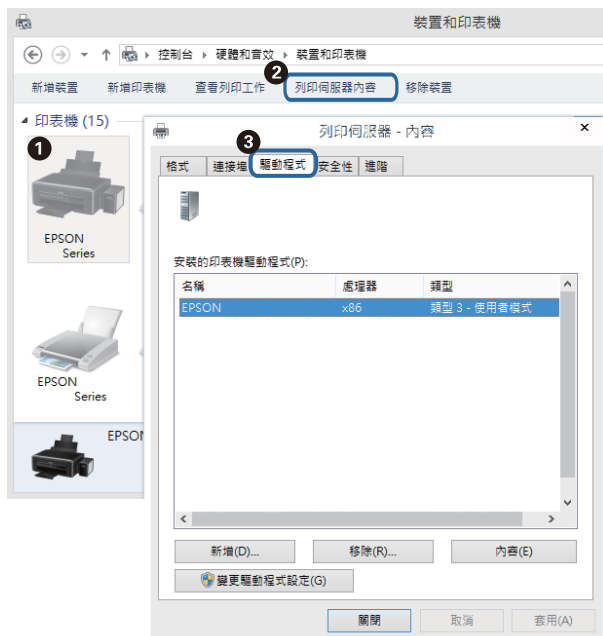 裝置和印表機
控制台 硬體和音效 裝置和印表機
新增裝置 新增印表機 查看列印工作 列印伺服器內容 移除裝置
2
印表機 (15)
1
EPSON
Series
EPSON
Series
EPSON
列印伺服器 - 內容
3
格式 連接埠 驅動程式 安全性 進階
安裝的印表機驅動程式(P):
名稱 處理器 類型
EPSON x86 類型 3 - 使用者模式
新增(D)... 移除(R)... 內容(E)
變更驅動程式設定(G)
關閉 取消 套用(A)